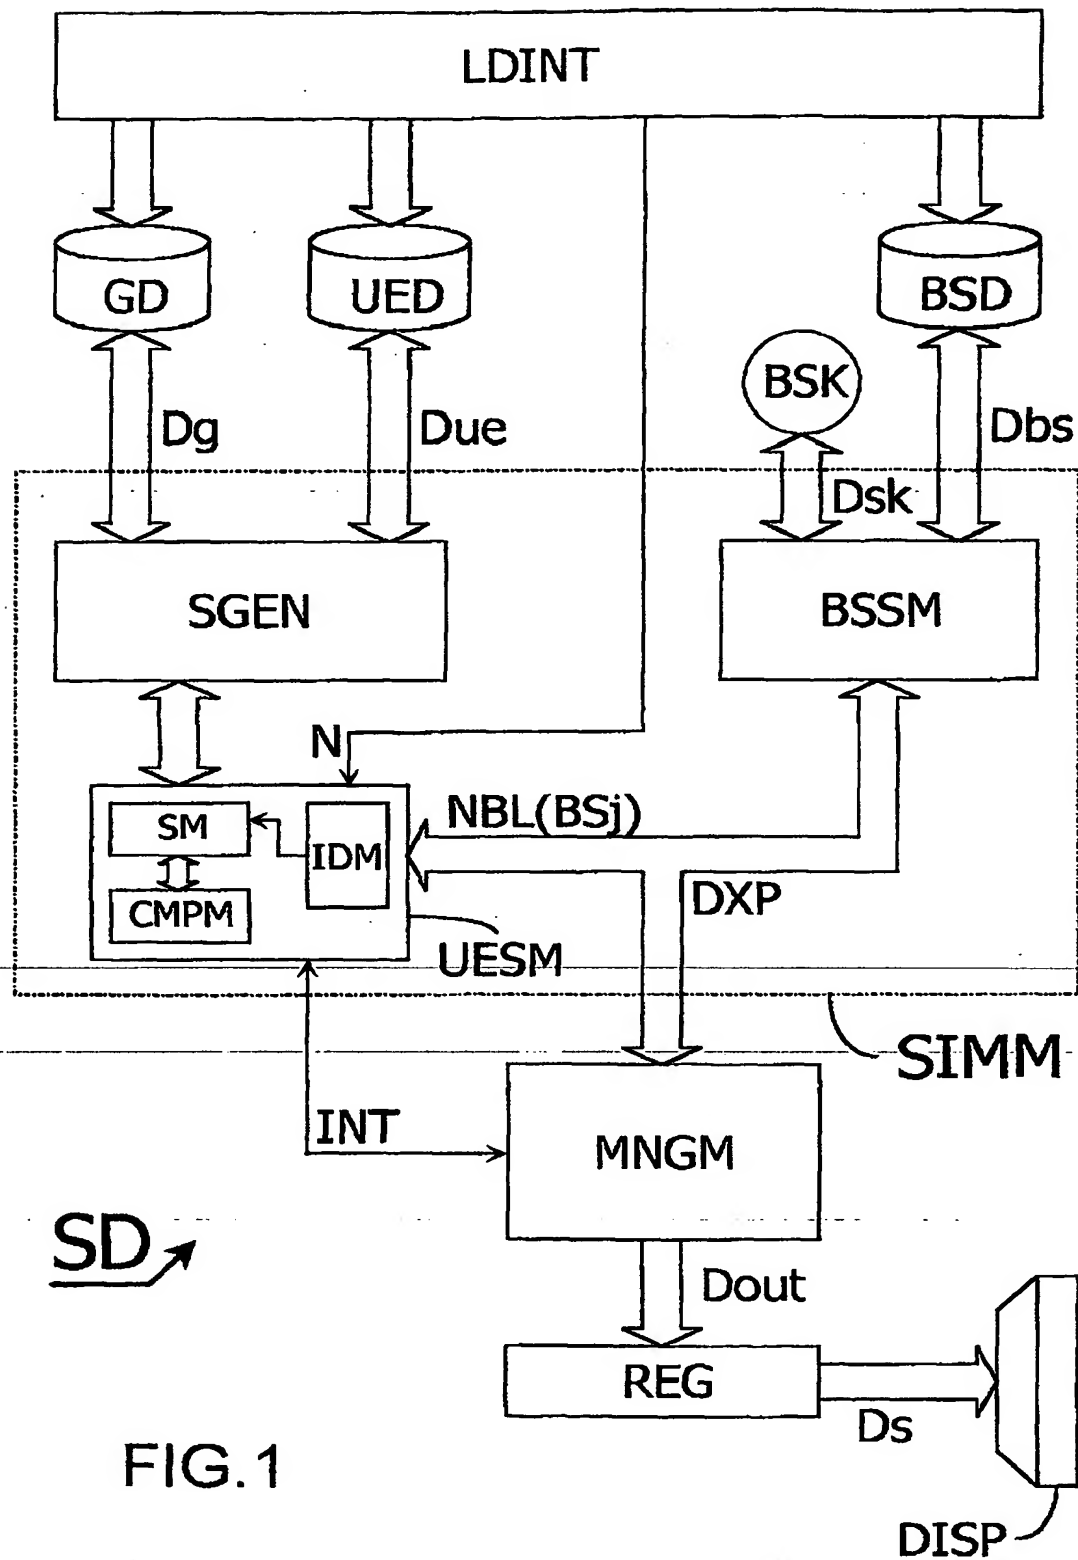 LDINT
GD
UED
BSD
BSK
Dg
Due
Dbs
Dsk
SGEN
BSSM
N
NBL(BSj)
SM
IDM
CMPM
DXP
UESM
SIMM
INT
MNGM
SD
Dout
REG
Ds
FIG.1
DISP